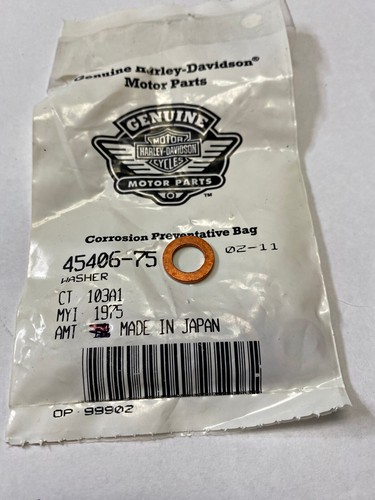 Genuine Harley-Davidson®
Motor Parts
GENUINE
MOTOR
HARLEY-DAVIDSON
CYCLES
MOTOR PARTS
™
Corrosion Preventative Bag
45406-75
02-11
WASHER
CT 103A1
MYI 1975
AMT MADE IN JAPAN
OP 99902